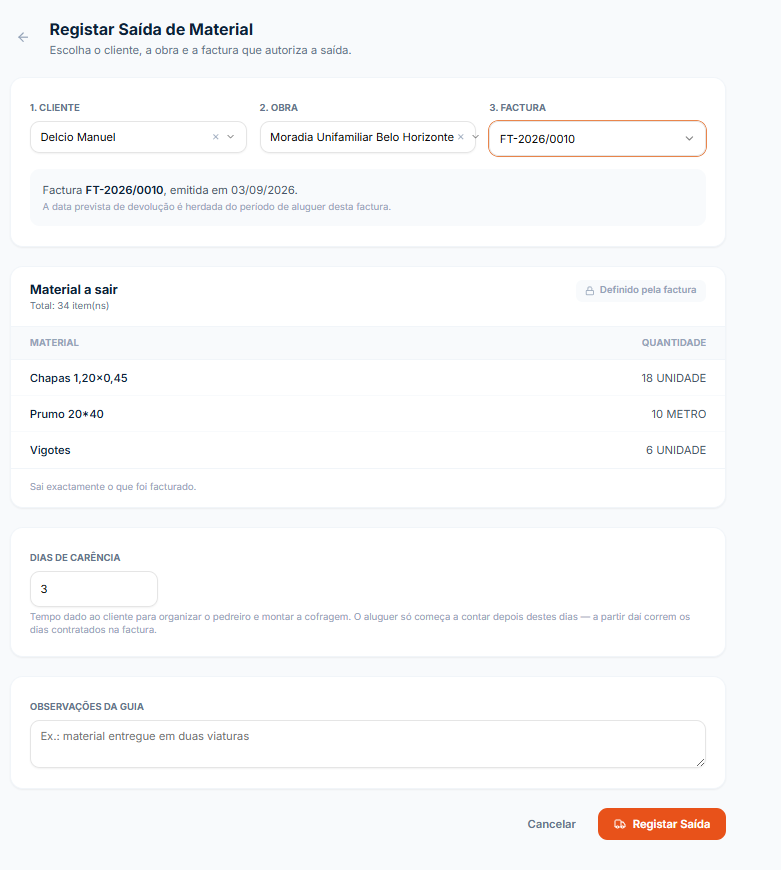 Registar Saída de Material
Escolha o cliente, a obra e a factura que autoriza a saída.
1. CLIENTE
2. OBRA
3. FACTURA
Delcio Manuel
Moradia Unifamiliar Belo Horizonte
FT-2026/0010
Factura FT-2026/0010, emitida em 03/09/2026.
A data prevista de devolução é herdada do período de aluguer desta factura.
Material a sair
Definido pela factura
Total: 34 item(ns)
MATERIAL QUANTIDADE
Chapas 1,20×0,45 18 UNIDADE
Prumo 20*40 10 METRO
Vigotes 6 UNIDADE
Sai exactamente o que foi facturado.
DIAS DE CARÊNCIA
3
Tempo dado ao cliente para organizar o pedreiro e montar a cofragem. O aluguer só começa a contar depois destes dias — a partir daí correm os
dias contratados na factura.
OBSERVAÇÕES DA GUIA
Ex.: material entregue em duas viaturas
Cancelar
Registar Saída